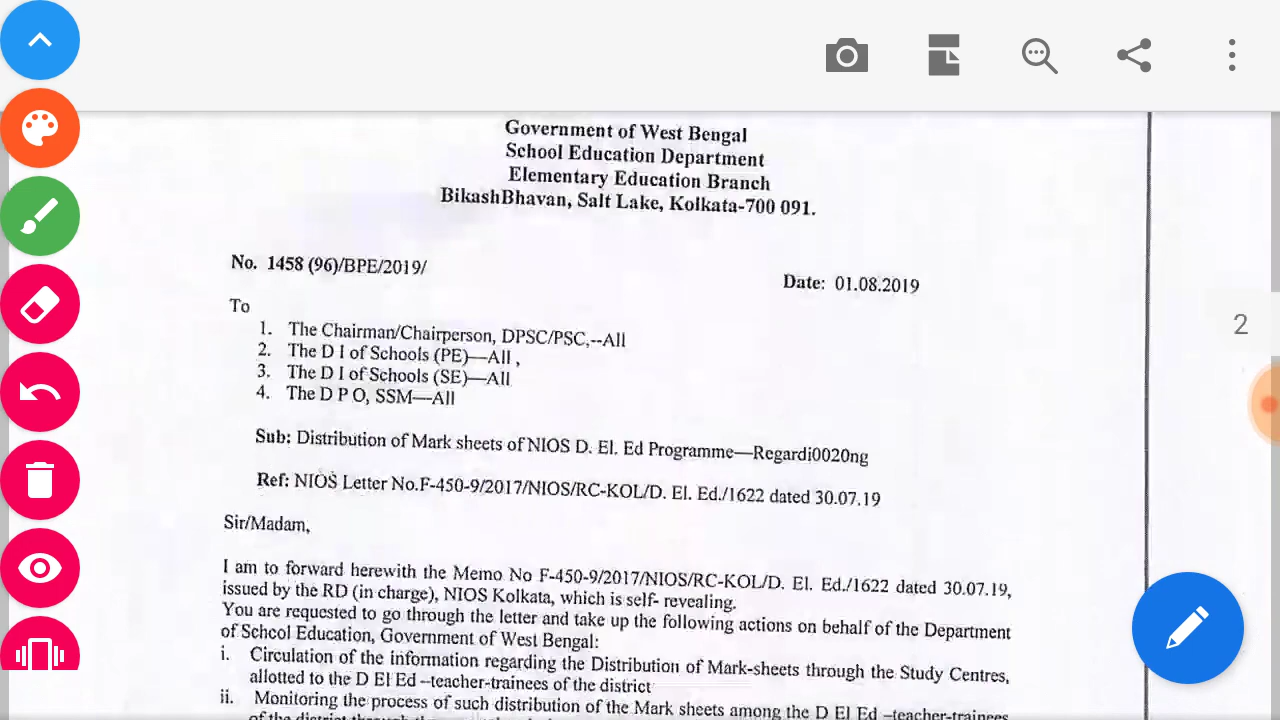 Government of West Bengal
School Education Department
Elementary Education Branch
BikashBhavan, Salt Lake, Kolkata-700 091.
No. 1458 (96)/BPE/2019/
Date: 01.08.2019
To
1. The Chairman/Chairperson, DPSC/PSC,--All
2. The D I of Schools (PE)—All ,
3. The D I of Schools (SE)—All
4. The D P O, SSM—All
Sub: Distribution of Mark sheets of NIOS D. El. Ed Programme—Regardi0020ng
Ref: NIOS Letter No.F-450-9/2017/NIOS/RC-KOL/D. El. Ed./1622 dated 30.07.19
Sir/Madam,
I am to forward herewith the Memo No F-450-9/2017/NIOS/RC-KOL/D. El. Ed./1622 dated 30.07.19,
issued by the RD (in charge), NIOS Kolkata, which is self- revealing.
You are requested to go through the letter and take up the following actions on behalf of the Department
of School Education, Government of West Bengal:
i. Circulation of the information regarding the Distribution of Mark-sheets through the Study Centres,
allotted to the D El Ed –teacher-trainees of the district
ii. Monitoring the process of such distribution of the Mark sheets among the D El Ed –teacher-trainees
of the district through
2